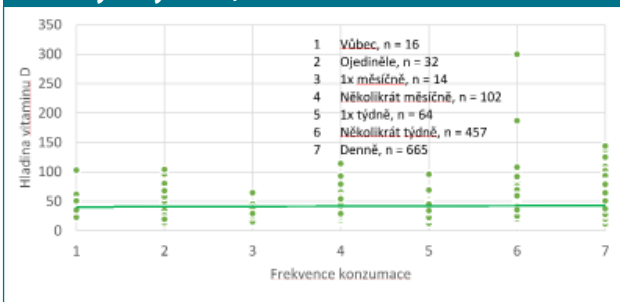 350
300
250
200
150
100
50
0
Hladina vitaminu D
1 Vůbec, n = 16
2 Ojediněle, n = 32
3 1x měsíčně, n = 14
4 Několikrát měsíčně, n = 102
5 1x týdně, n = 64
6 Několikrát týdně, n = 457
7 Denně, n = 665
1 2 3 4 5 6 7
Frekvence konzumace